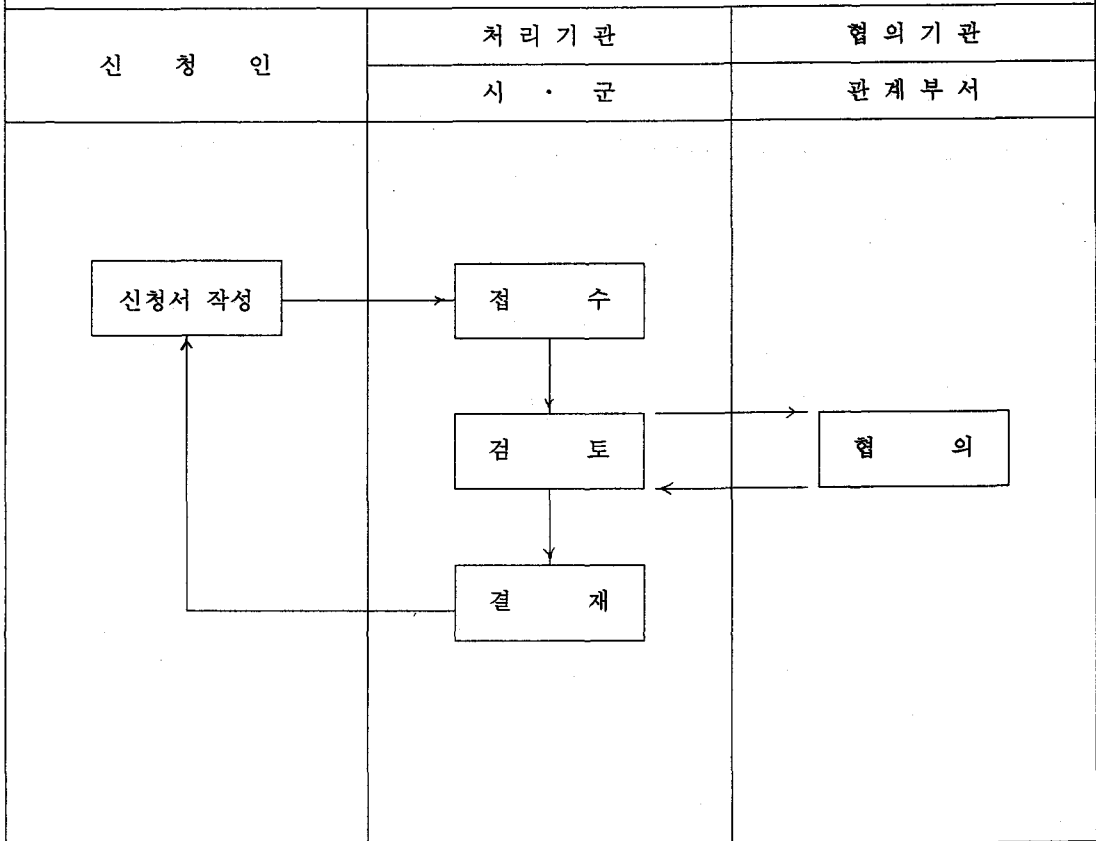 신 청 인
처 리 기 관
협 의 기 관
시 · 군
관 계 부 서
신청서 작성
접 수
검 토
협 의
결 재